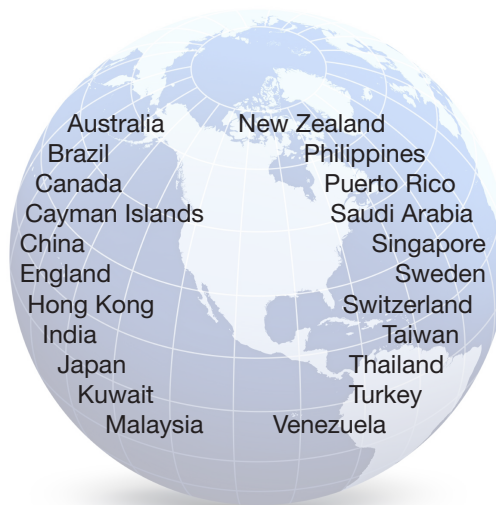 Australia
Brazil
Canada
Cayman Islands
China
England
Hong Kong
India
Japan
Kuwait
Malaysia
New Zealand
Philippines
Puerto Rico
Saudi Arabia
Singapore
Sweden
Switzerland
Taiwan
Thailand
Turkey
Venezuela